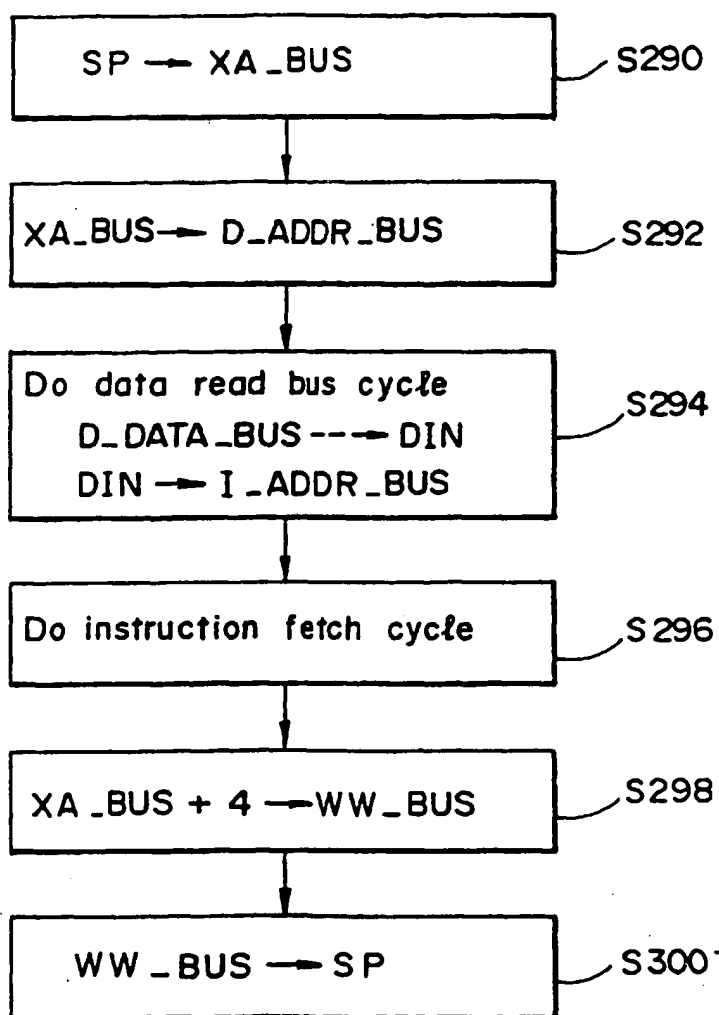 SP → XA_BUS
S290
XA_BUS → D_ADDR_BUS
S292
Do data read bus cycle
D_DATA_BUS ---→ DIN
DIN → I_ADDR_BUS
S294
Do instruction fetch cycle
S296
XA_BUS + 4 → WW_BUS
S298
WW_BUS → SP
S300